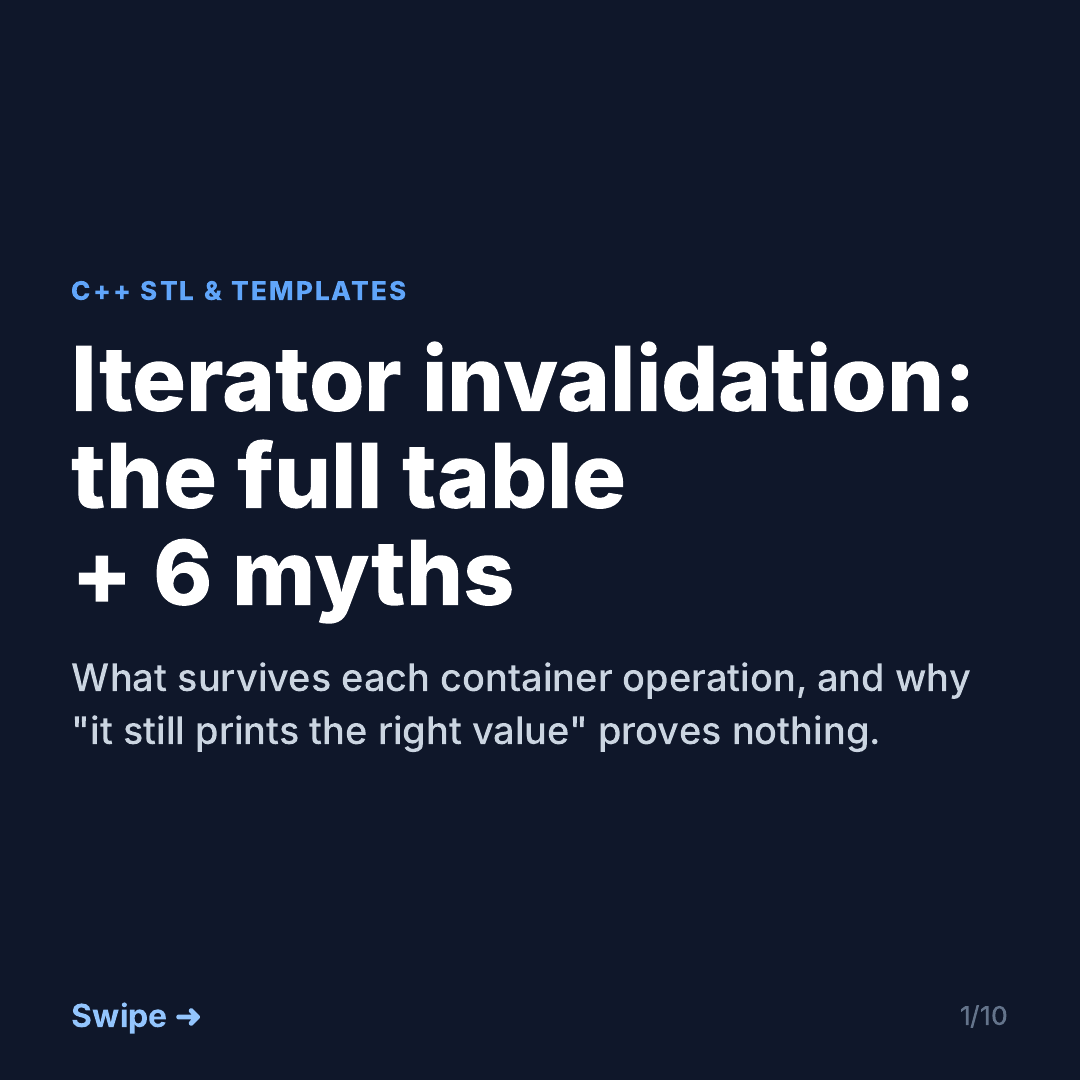 C++ STL & TEMPLATES
Iterator invalidation:
the full table
+ 6 myths
What survives each container operation, and why
"it still prints the right value" proves nothing.
Swipe ➜
1/10